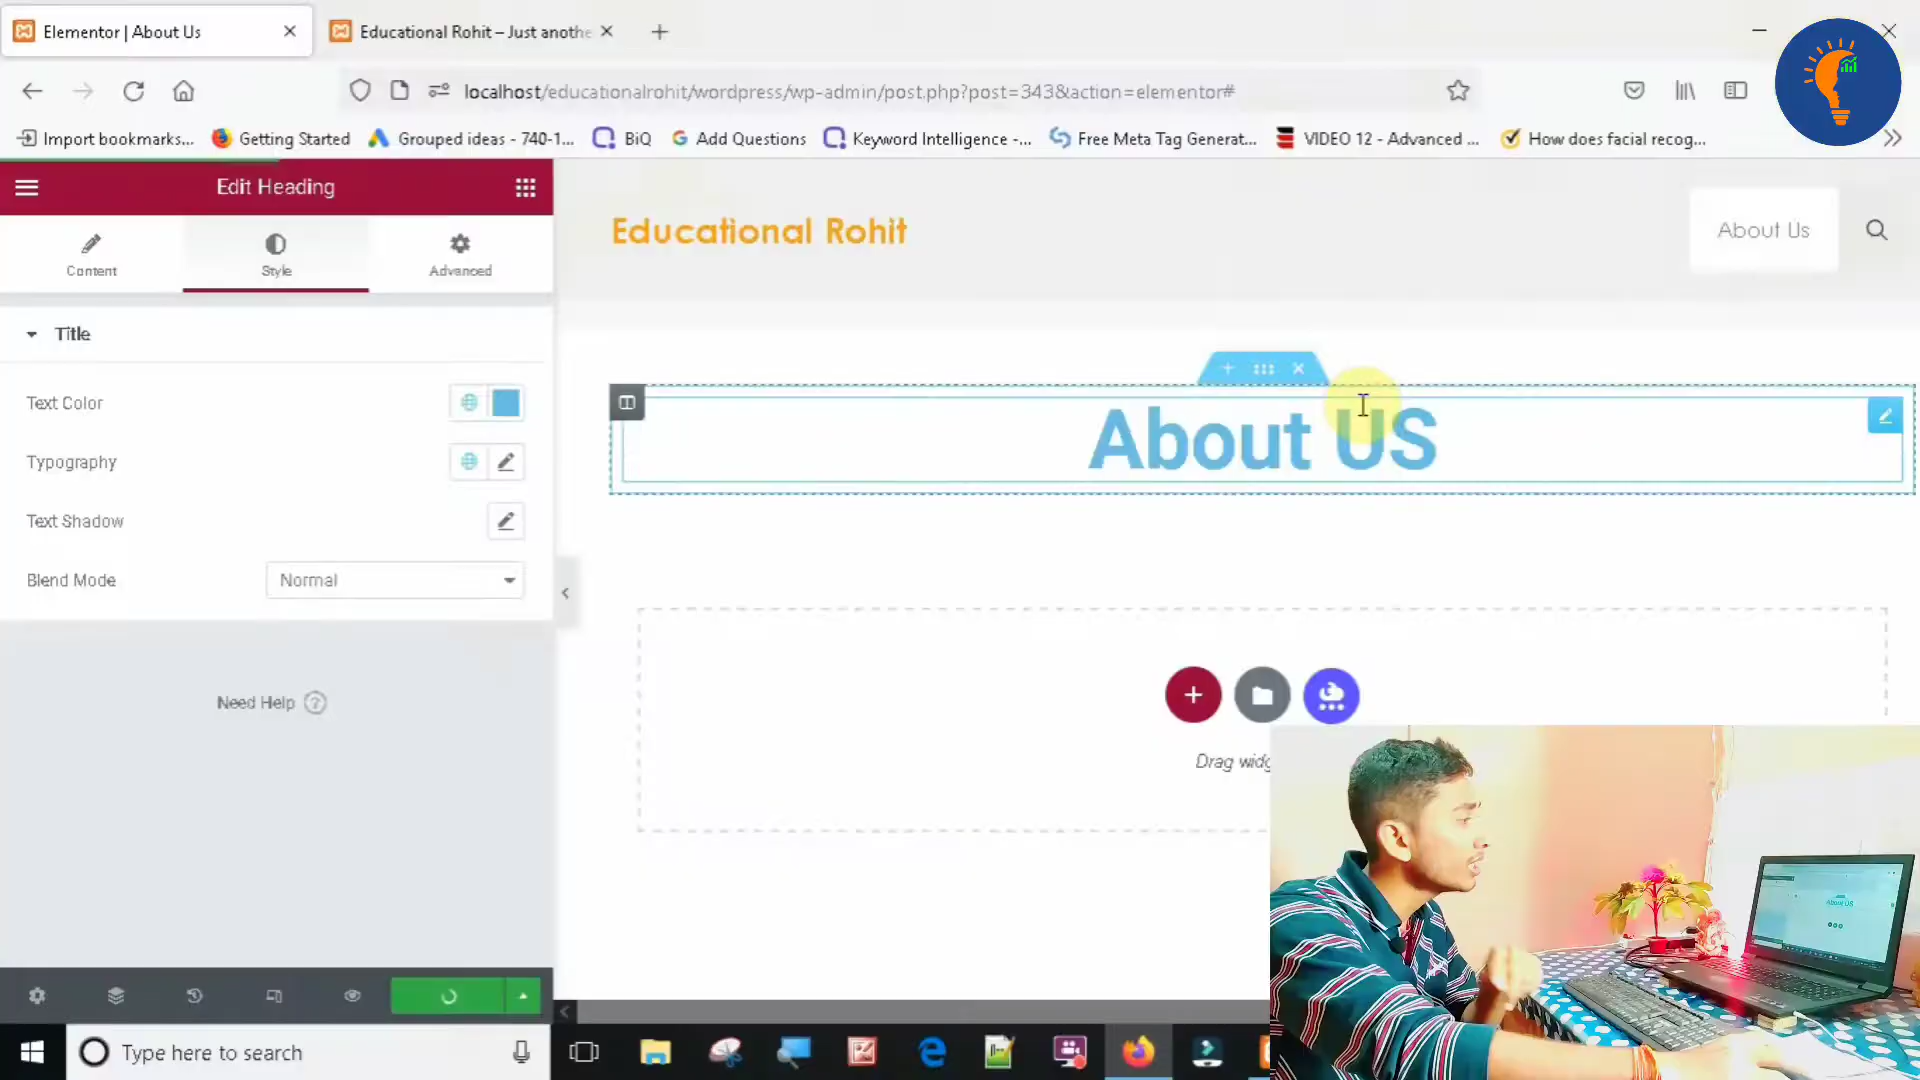 Elementor | About Us
Educational Rohit – Just anothe
localhost/educationalrohit/wordpress/wp-admin/post.php?post=343&action=elementor#
Import bookmarks...
Getting Started
Grouped ideas - 740-1...
BiQ
Add Questions
Keyword Intelligence -...
Free Meta Tag Generat...
VIDEO 12 - Advanced ...
How does facial recog...
Edit Heading
Content
Style
Advanced
Title
Text Color
Typography
Text Shadow
Blend Mode
Normal
Need Help
Educational Rohit
About Us
About US
Drag widg
Type here to search